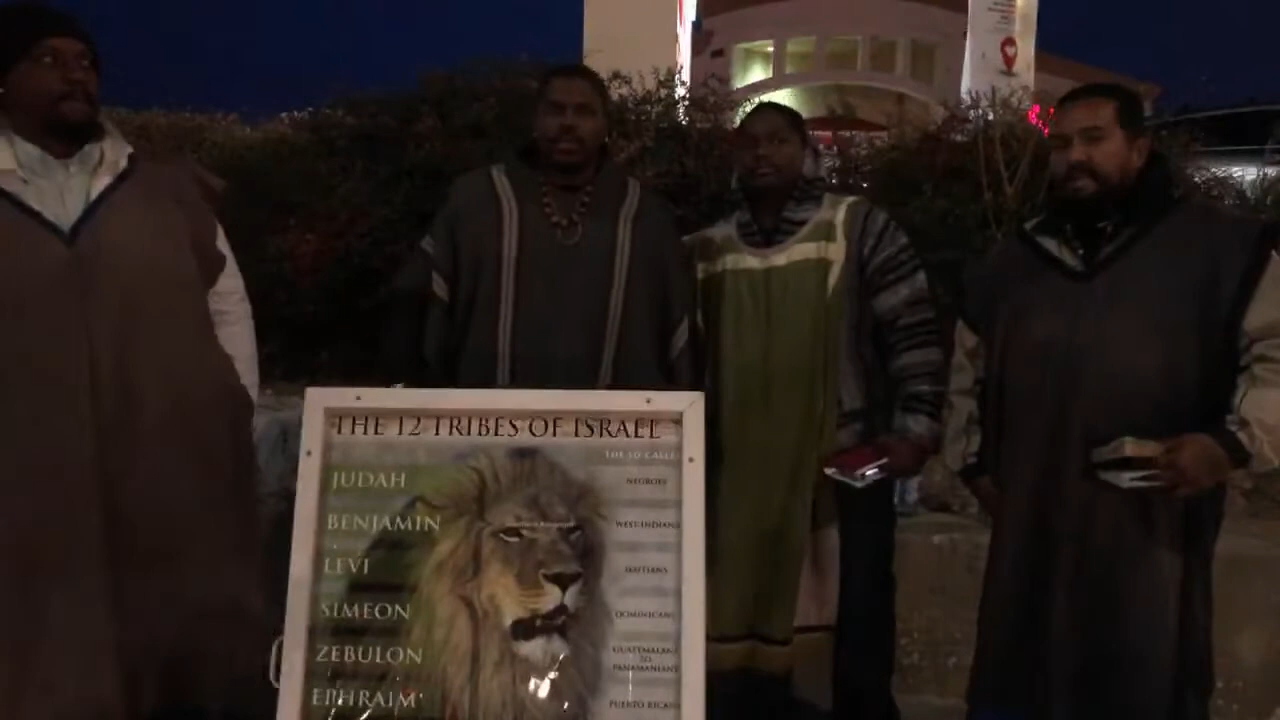 THE 12 TRIBES OF ISRAEL
THE SO CALLE
JUDAH NEGROES
BENJAMIN WEST INDIANS
LEVI HAITIANS
SIMEON DOMINICANS
ZEBULON GUATEMALANS
TO
PANAMANIANS
EPHRAIM PUERTO RICANS